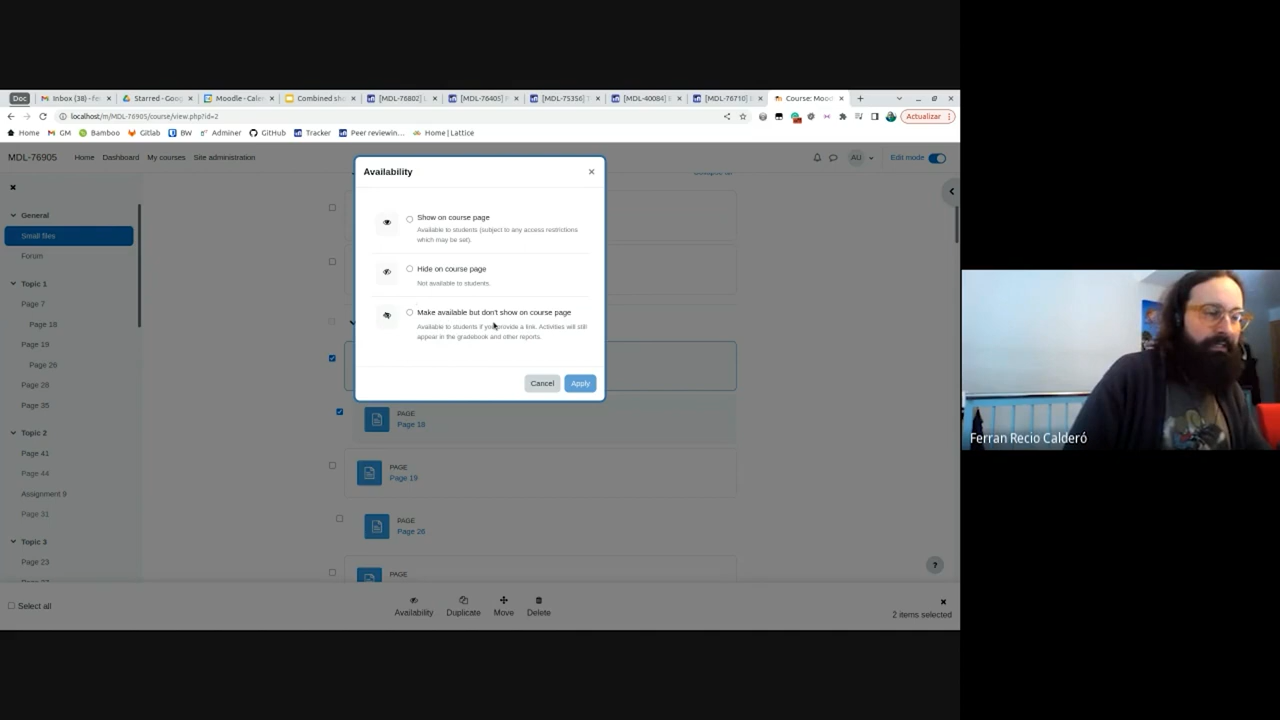 Doc
Inbox (38) - fe
Starred - Goog
Moodle - Cale
Combined sho
[MDL-76802]
[MDL-76405]
[MDL-75356]
[MDL-40084]
[MDL-76710]
Course: Mood
localhost/m/MDL-76905/course/view.php?id=2
Actualizar
Home
GM
Bamboo
Gitlab
BW
Adminer
GitHub
Tracker
Peer reviewin...
Home | Lattice
MDL-76905
Home
Dashboard
My courses
Site administration
AU
Edit mode
General
Small files
Forum
Topic 1
Page 7
Page 18
Page 19
Page 26
Page 28
Page 35
Topic 2
Page 41
Page 44
Assignment 9
Page 31
Topic 3
Page 23
Availability
Show on course page
Available to students (subject to any access restrictions
which may be set).
Hide on course page
Not available to students.
Make available but don't show on course page
Available to students if you provide a link. Activities will still
appear in the gradebook and other reports.
Cancel
Apply
PAGE
Page 18
PAGE
Page 19
PAGE
Page 26
PAGE
Select all
Availability
Duplicate
Move
Delete
2 items selected
Ferran Recio Calderó